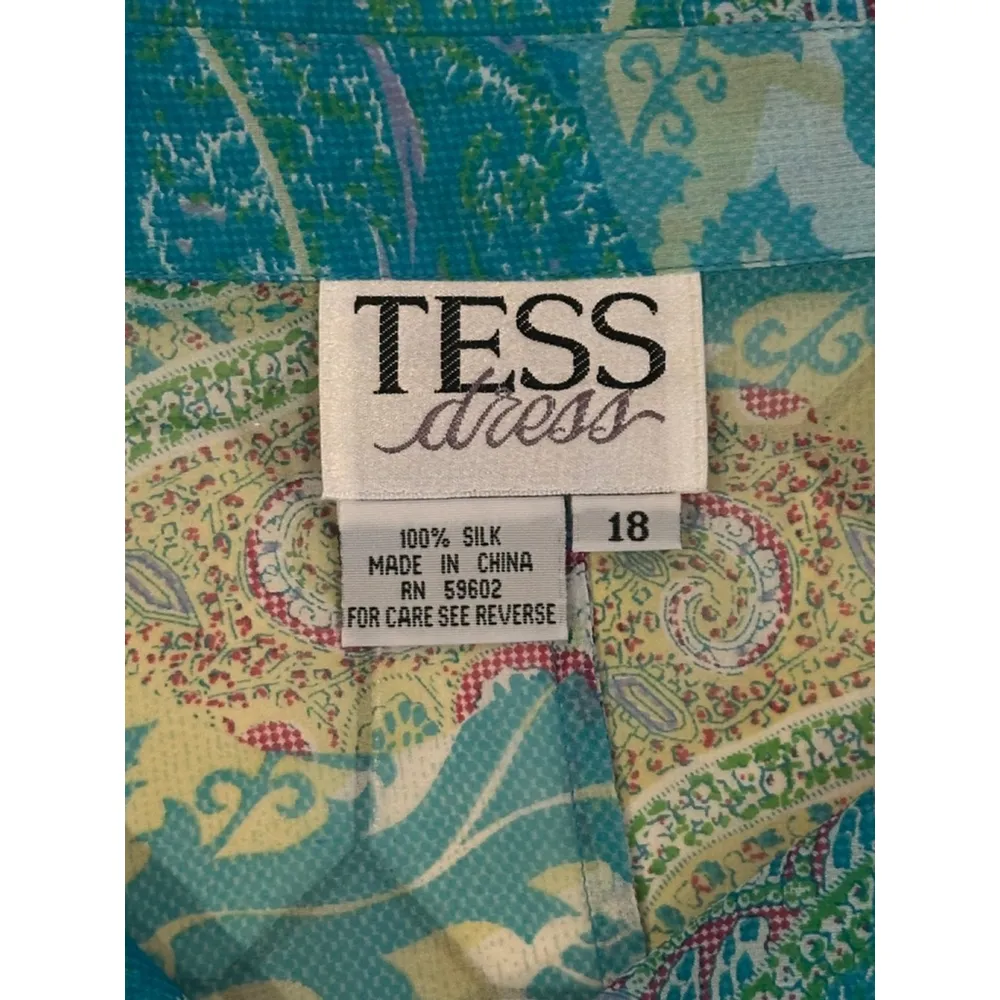 TESS
dress
18
100% SILK
MADE IN CHINA
RN 59602
FOR CARE SEE REVERSE